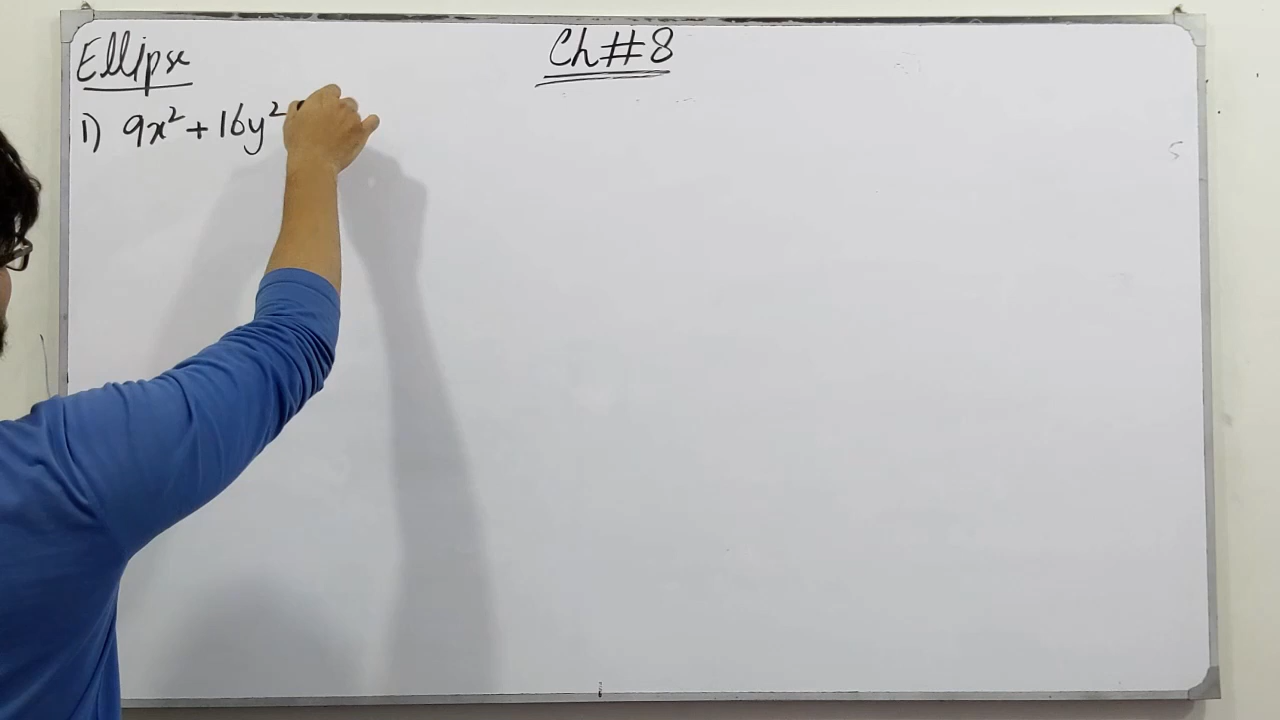 Ch#8
Ellipse
1) 9x² + 16y²